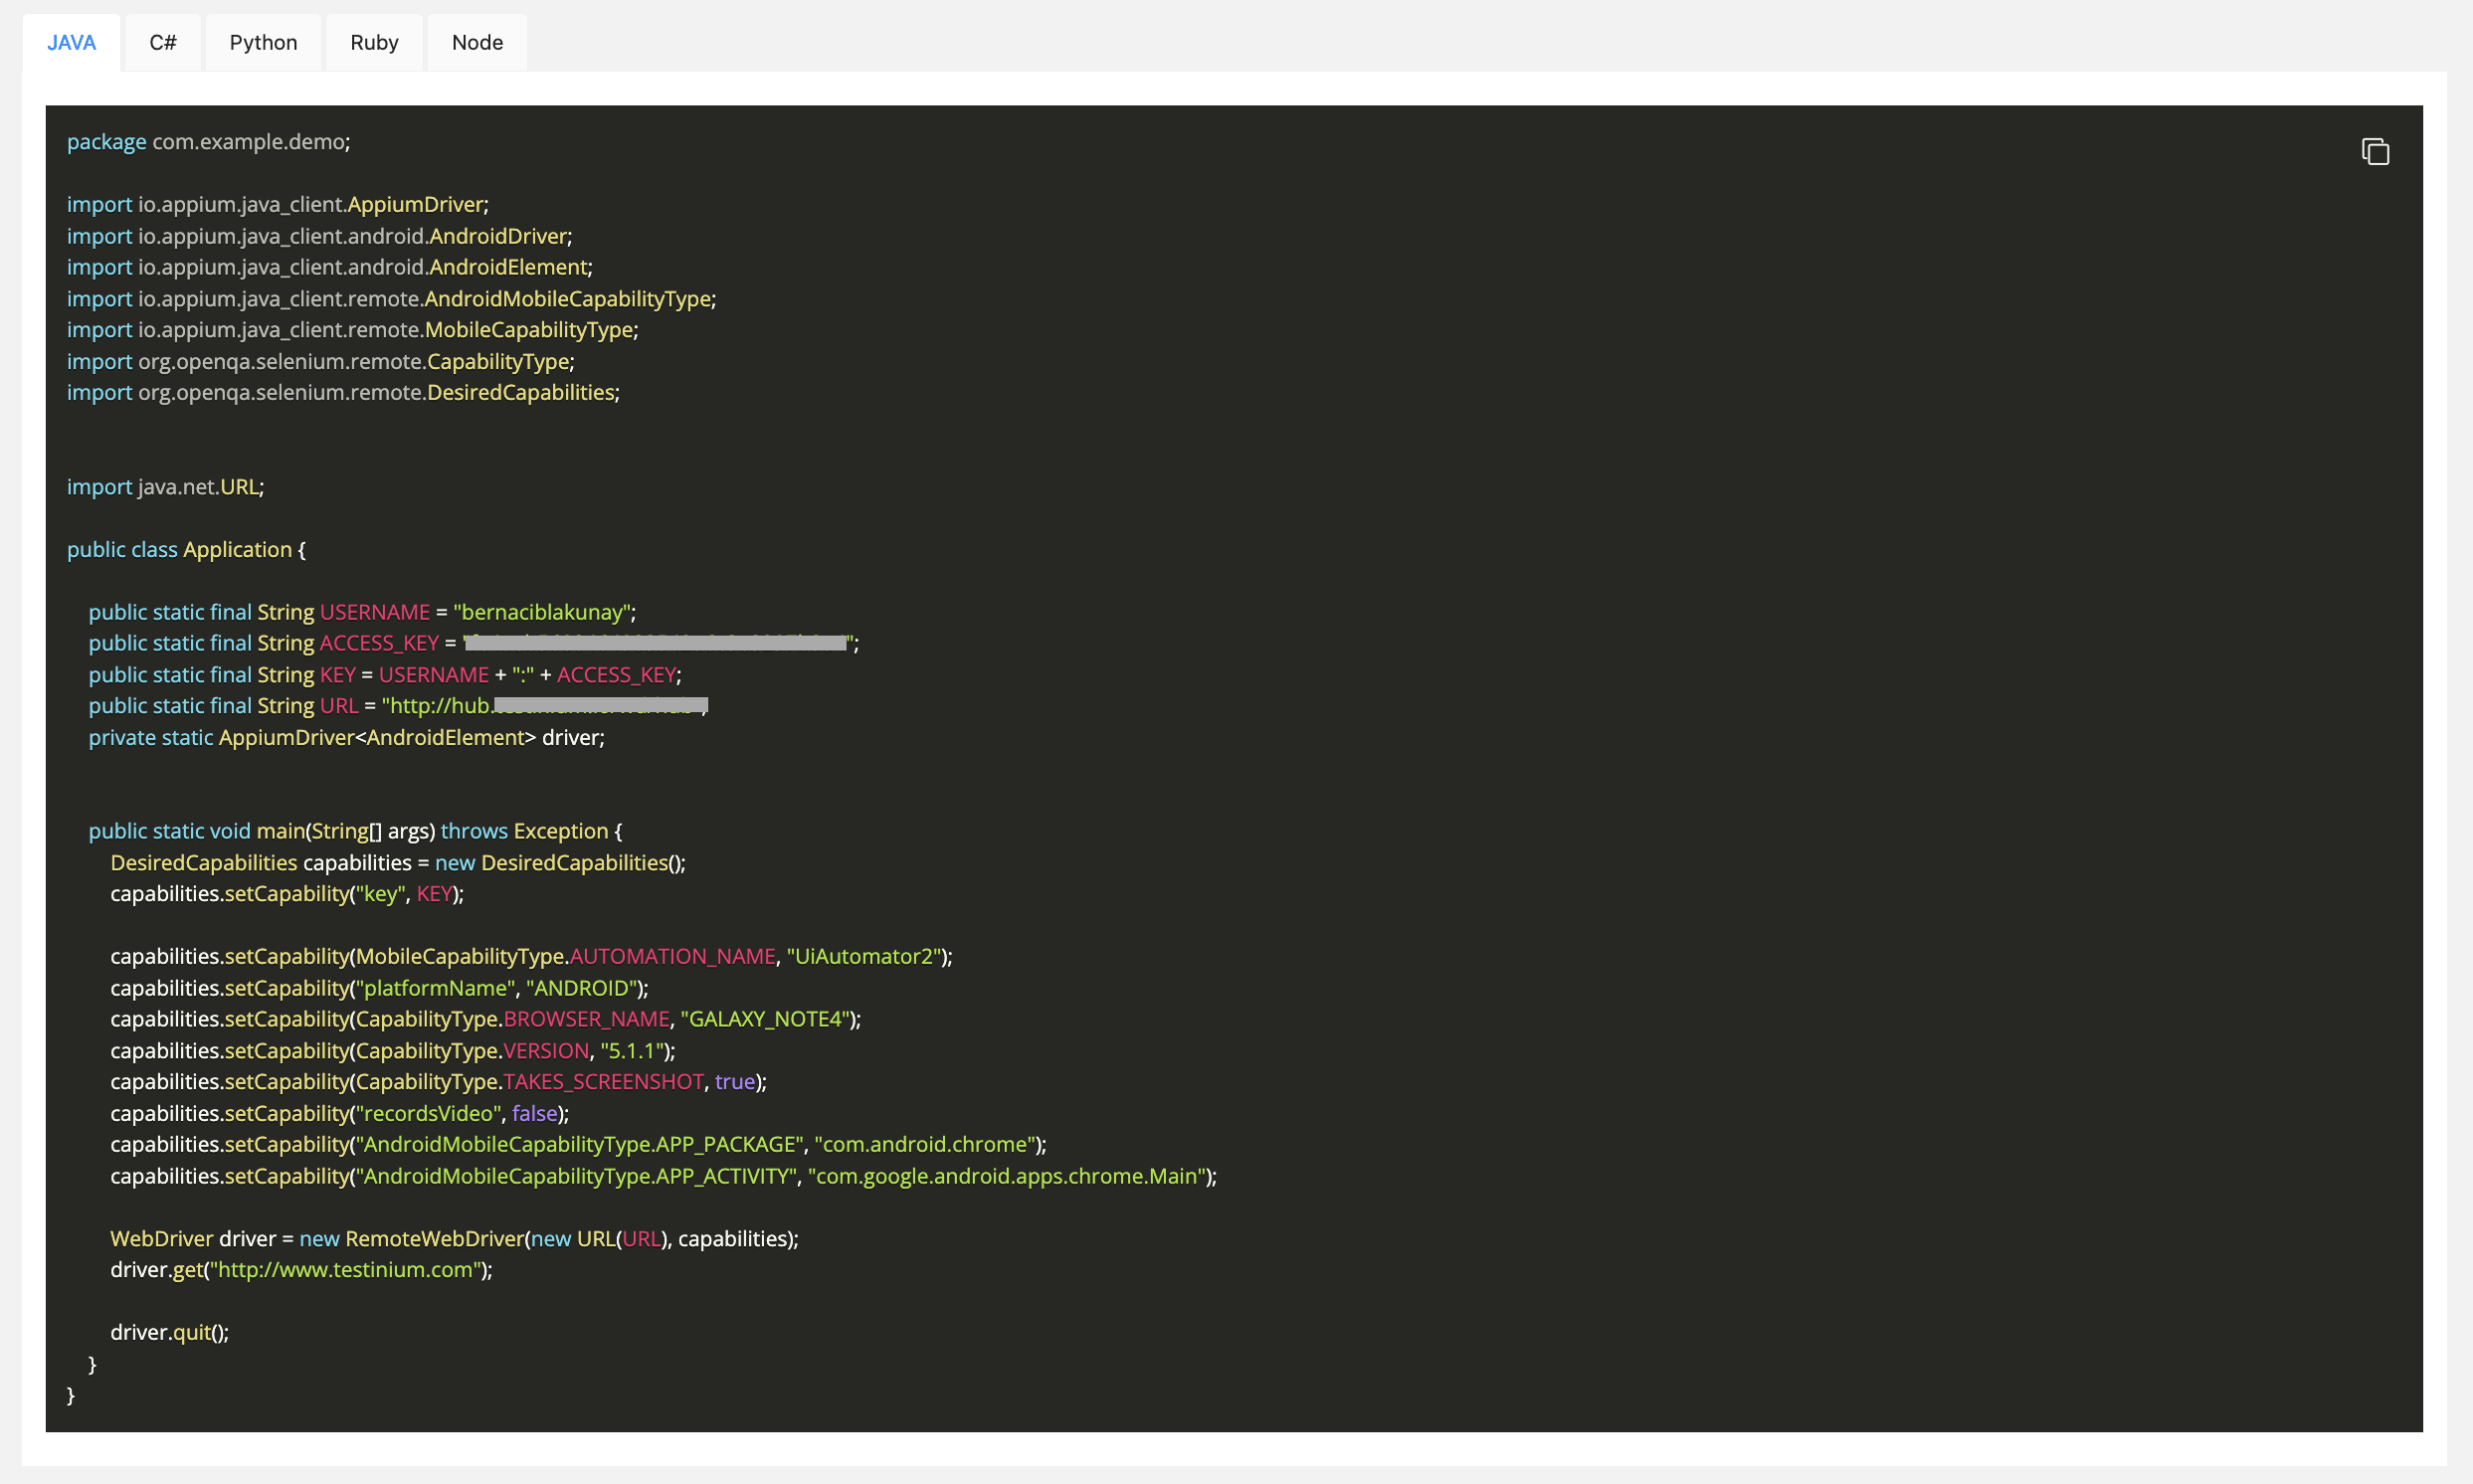 JAVA C# Python Ruby Node
package com.example.demo;
import io.appium.java_client.AppiumDriver;
import io.appium.java_client.android.AndroidDriver;
import io.appium.java_client.android.AndroidElement;
import io.appium.java_client.remote.AndroidMobileCapabilityType;
import io.appium.java_client.remote.MobileCapabilityType;
import org.openqa.selenium.remote.CapabilityType;
import org.openqa.selenium.remote.DesiredCapabilities;
import java.net.URL;
public class Application {
public static final String USERNAME = "bernaciblakunay";
public static final String ACCESS_KEY = "";
public static final String KEY = USERNAME + ":" + ACCESS_KEY;
public static final String URL = "http://hub.
private static AppiumDriver<AndroidElement> driver;
public static void main(String[] args) throws Exception {
DesiredCapabilities capabilities = new DesiredCapabilities();
capabilities.setCapability("key", KEY);
capabilities.setCapability(MobileCapabilityType.AUTOMATION_NAME, "UiAutomator2");
capabilities.setCapability("platformName", "ANDROID");
capabilities.setCapability(CapabilityType.BROWSER_NAME, "GALAXY_NOTE4");
capabilities.setCapability(CapabilityType.VERSION, "5.1.1");
capabilities.setCapability(CapabilityType.TAKES_SCREENSHOT, true);
capabilities.setCapability("recordsVideo", false);
capabilities.setCapability("AndroidMobileCapabilityType.APP_PACKAGE", "com.android.chrome");
capabilities.setCapability("AndroidMobileCapabilityType.APP_ACTIVITY", "com.google.android.apps.chrome.Main");
WebDriver driver = new RemoteWebDriver(new URL(URL), capabilities);
driver.get("http://www.testinium.com");
driver.quit();
}
}